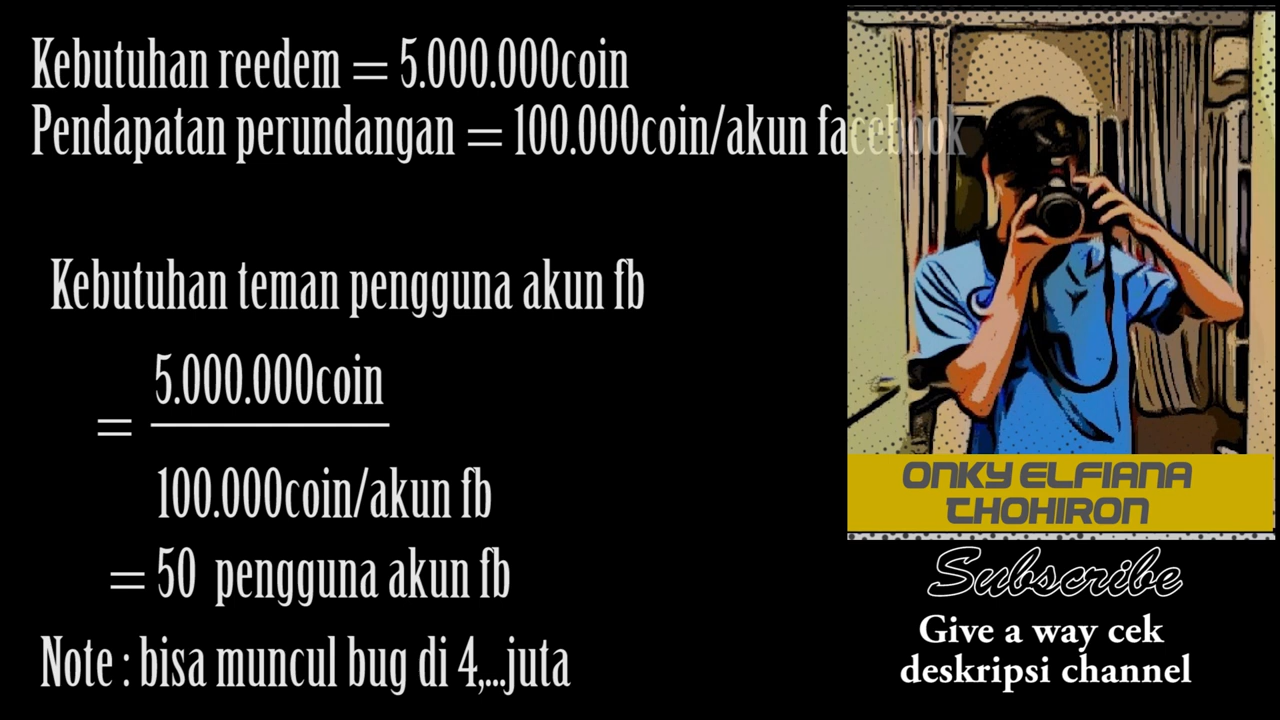 Kebutuhan reedem = 5.000.000coin
Pendapatan perundangan = 100.000coin/akun facebook
Kebutuhan teman pengguna akun fb
= 5.000.000coin
100.000coin/akun fb
= 50 pengguna akun fb
Note : bisa muncul bug di 4,...juta
ONKY ELFIANA
THOHIRON
Subscribe
Give a way cek
deskripsi channel